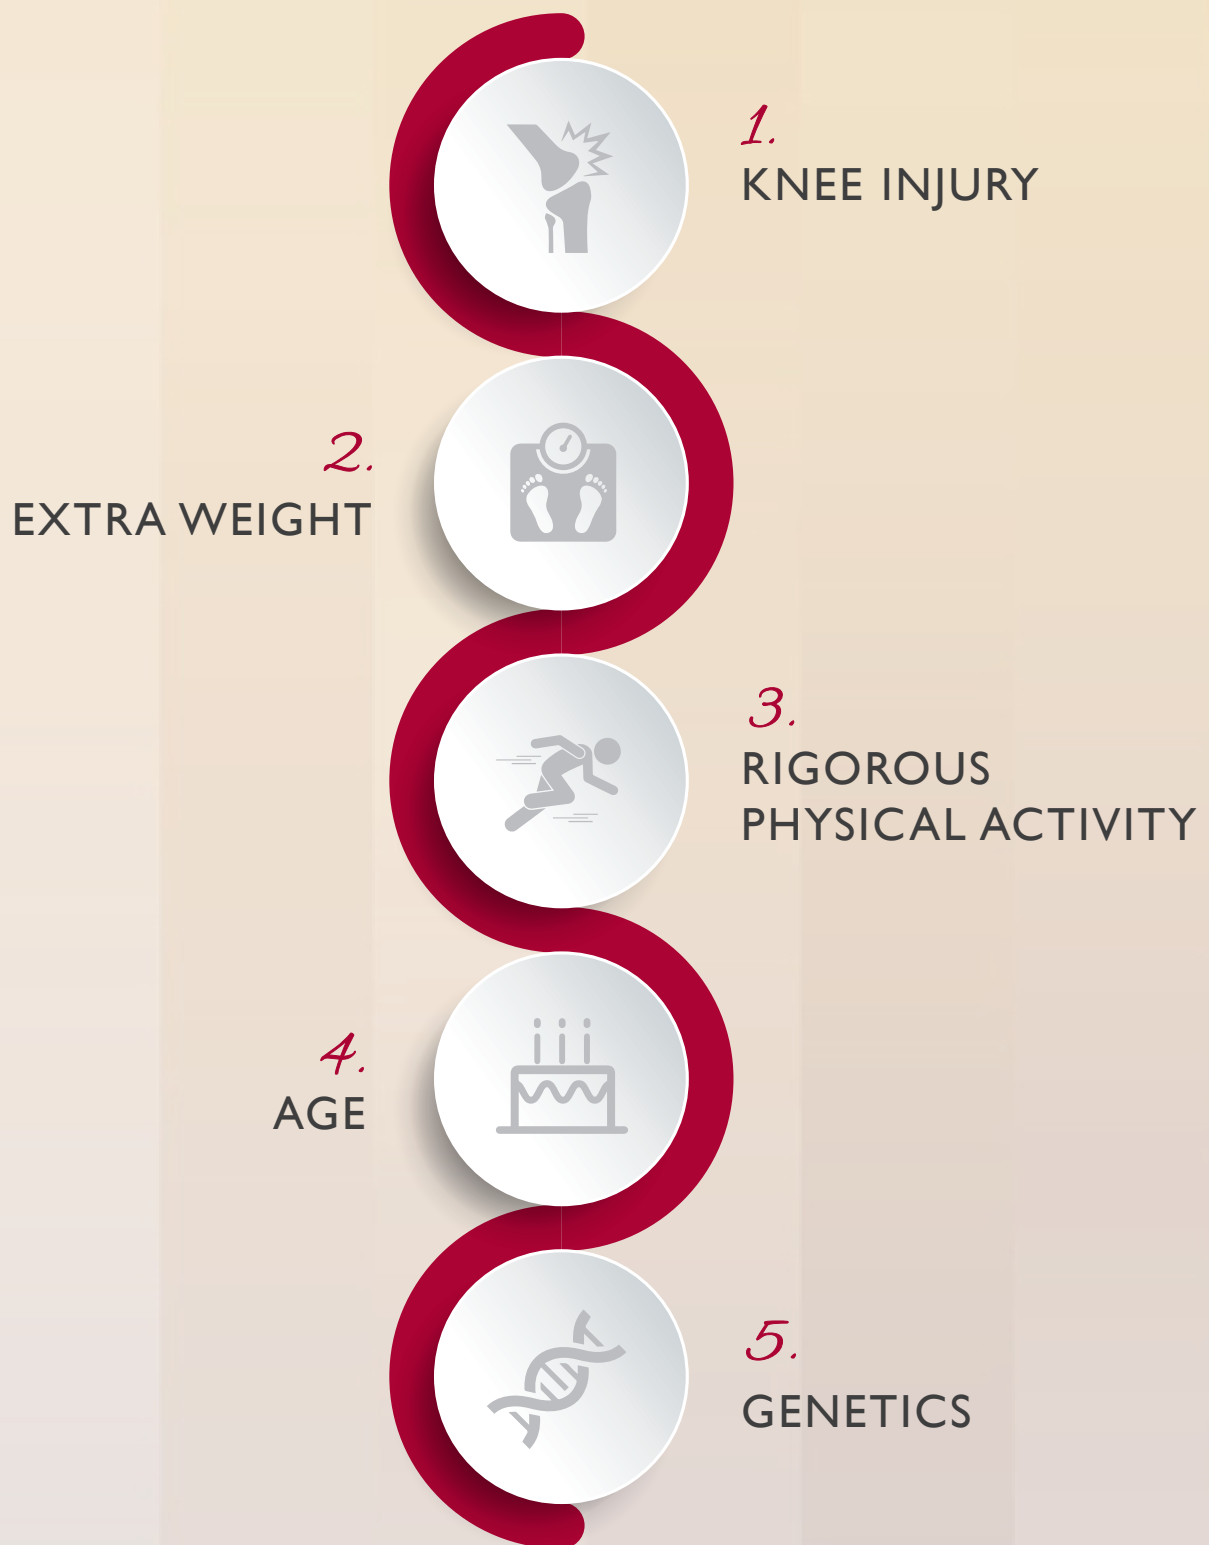 1.
KNEE INJURY
2.
EXTRA WEIGHT
3.
RIGOROUS
PHYSICAL ACTIVITY
4.
AGE
5.
GENETICS